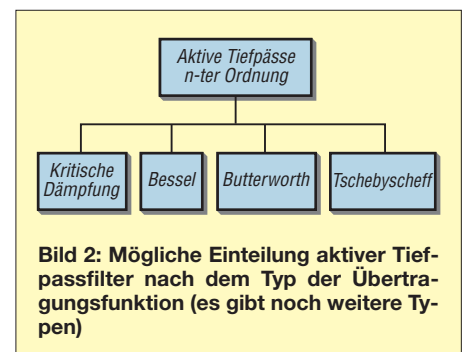 Aktive Tiefpässe
n-ter Ordnung
Kritische
Dämpfung
Bessel
Butterworth
Tschebyscheff
Bild 2: Mögliche Einteilung aktiver Tief-
passfilter nach dem Typ der Übertra-
gungsfunktion (es gibt noch weitere Ty-
pen)